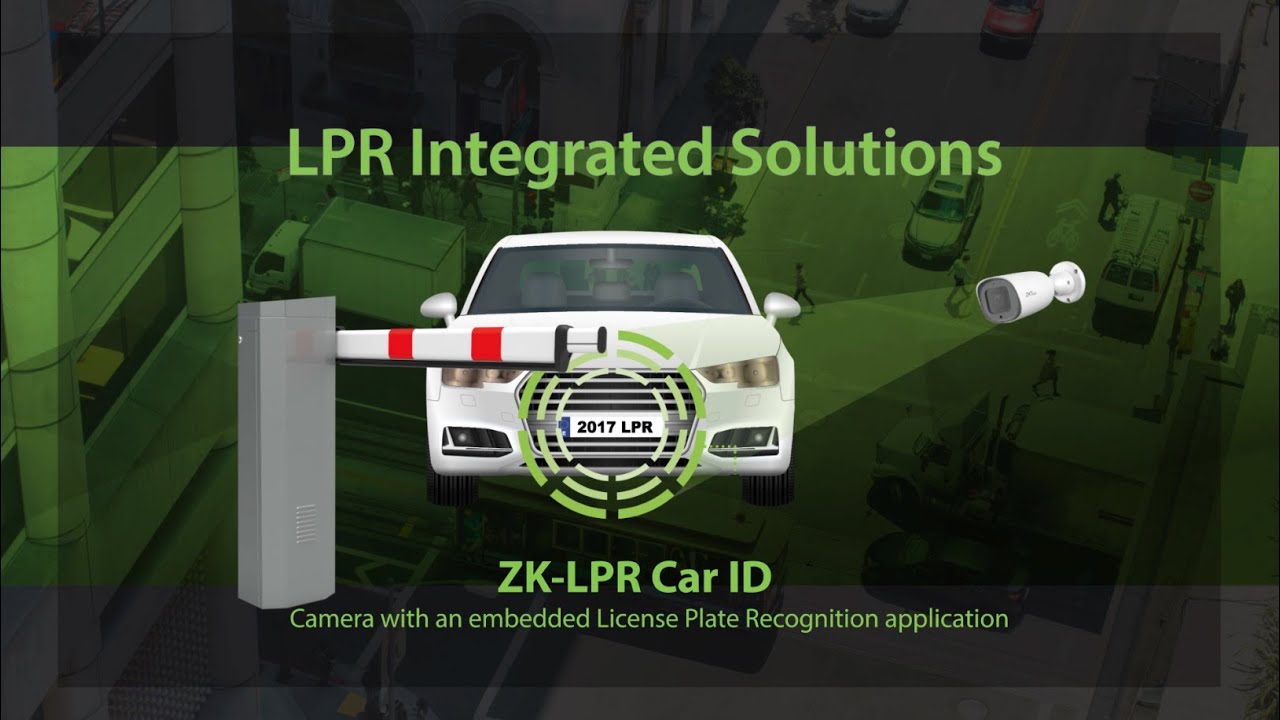 LPR Integrated Solutions
2017 LPR
ZK-LPR Car ID
Camera with an embedded License Plate Recognition application